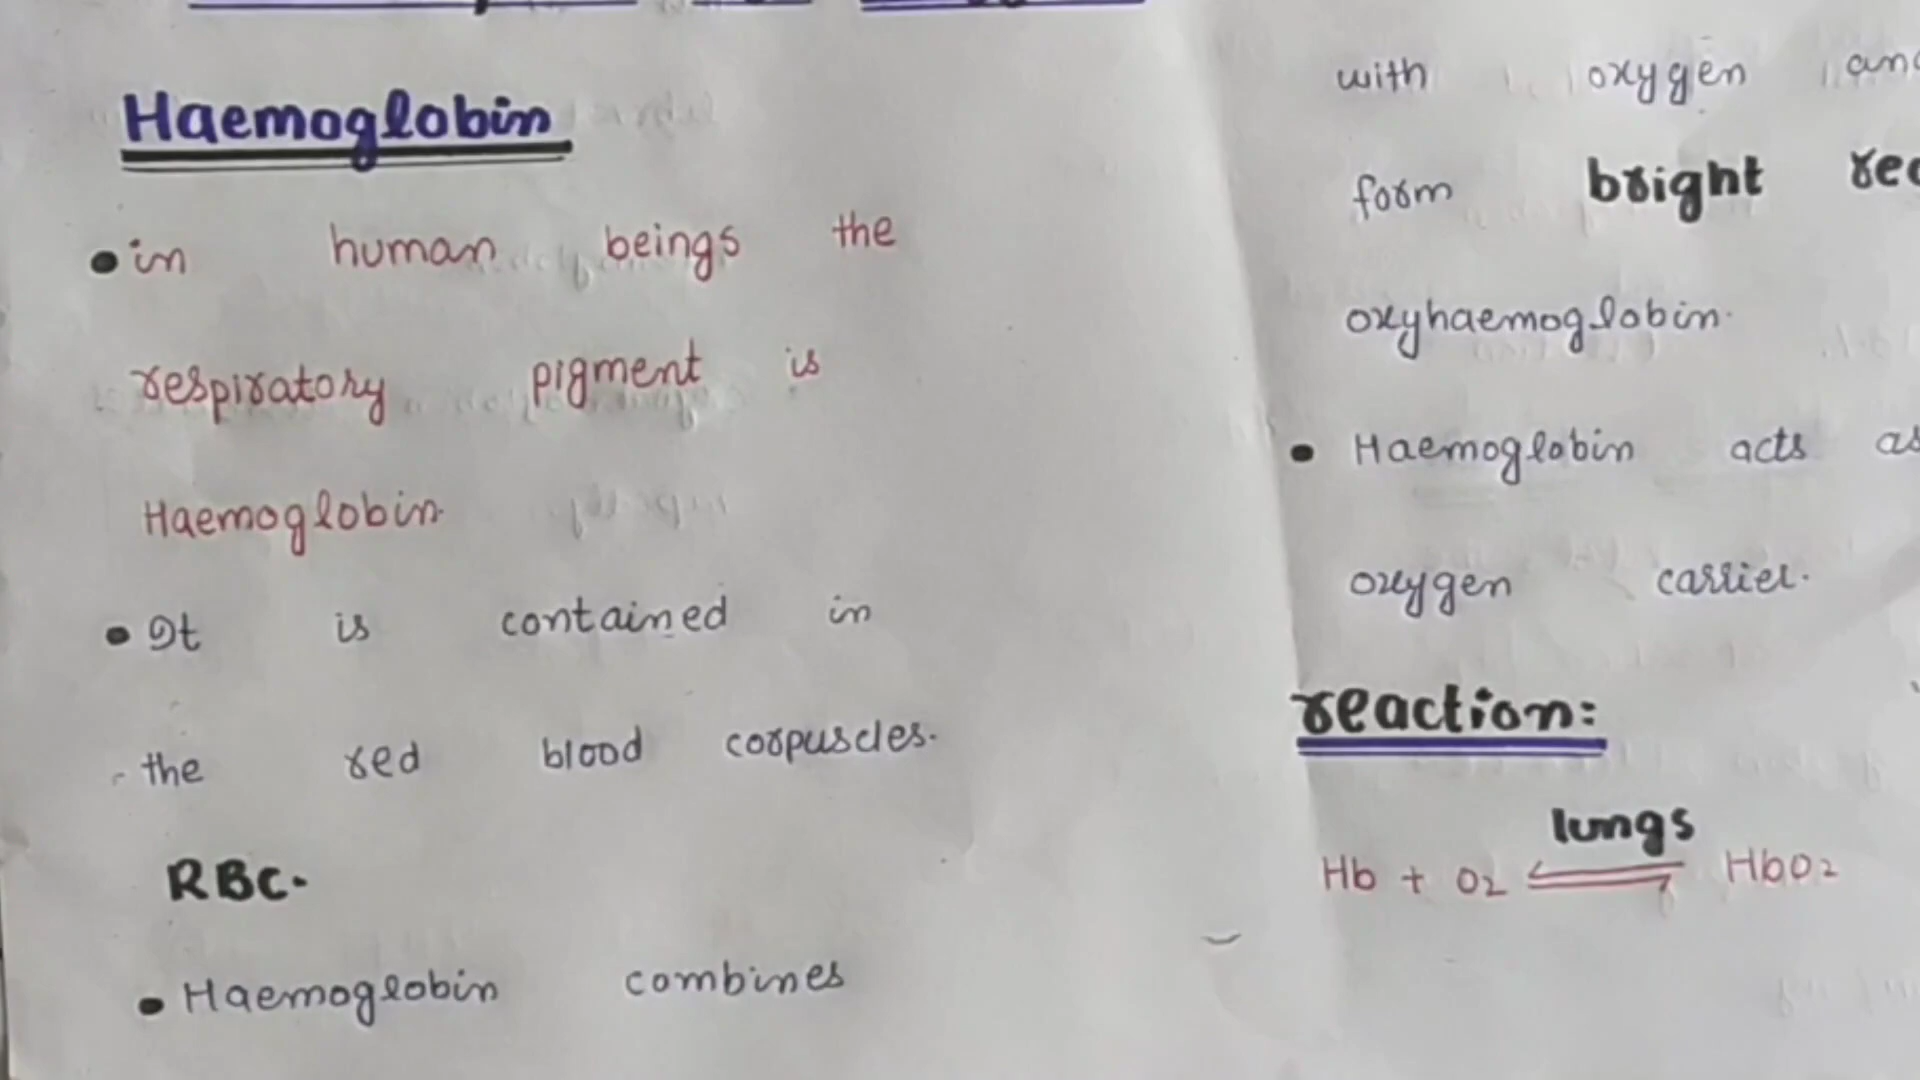 Haemoglobin
• in human beings the
respiratory pigment is
Haemoglobin.
• It is contained in
the red blood corpuscles.
RBC.
• Haemoglobin combines
with oxygen
form bright
oxyhaemoglobin.
• Haemoglobin acts as
oxygen carrier.
reaction:
lungs
Hb + O2 ⇌ HbO2